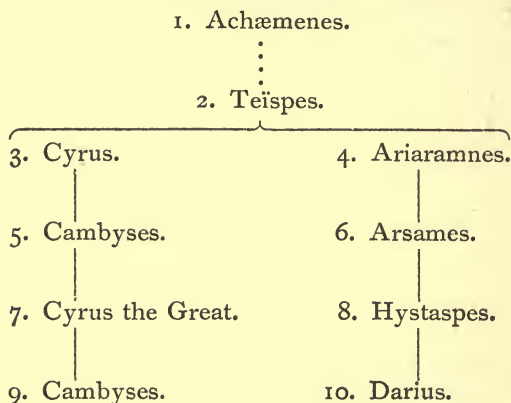 1. Achæmenes.
2. Teïspes.
3. Cyrus. 4. Ariaramnes.
5. Cambyses. 6. Arsames.
7. Cyrus the Great. 8. Hystaspes.
9. Cambyses. 10. Darius.